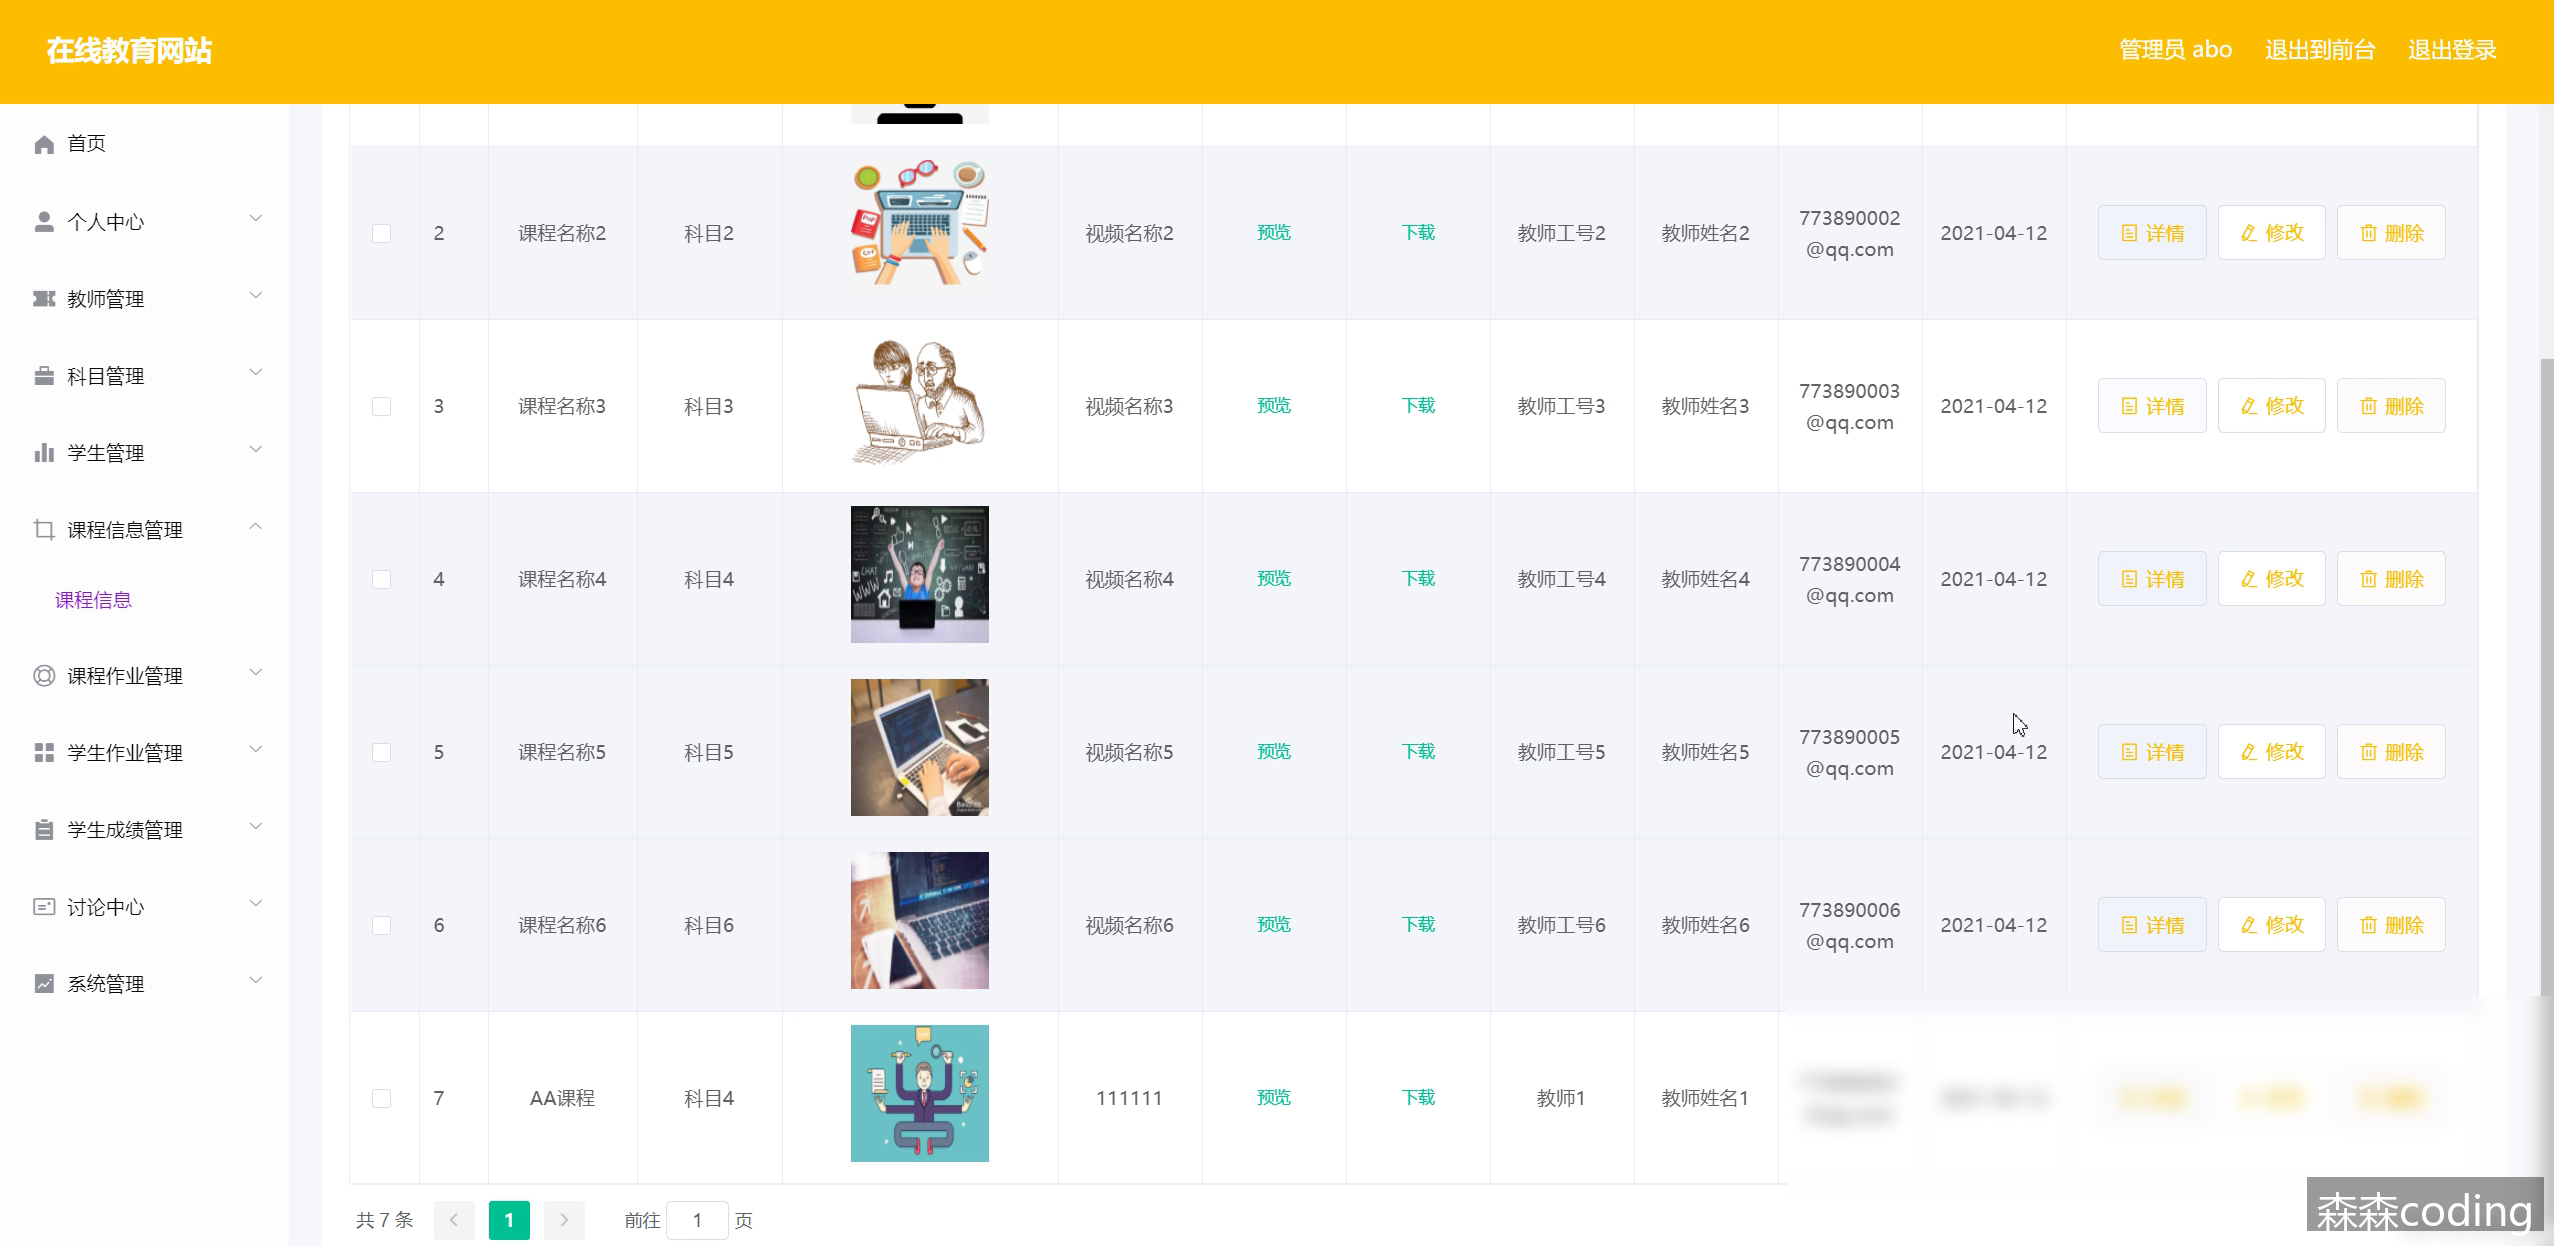 在线教育网站
管理员 abo 退出到前台 退出登录
首页
个人中心
教师管理
科目管理
学生管理
课程信息管理
课程信息
课程作业管理
学生作业管理
学生成绩管理
讨论中心
系统管理
2 课程名称2 科目2 视频名称2 预览 下载 教师工号2 教师姓名2 773890002@qq.com 2021-04-12 详情 修改 删除
3 课程名称3 科目3 视频名称3 预览 下载 教师工号3 教师姓名3 773890003@qq.com 2021-04-12 详情 修改 删除
4 课程名称4 科目4 视频名称4 预览 下载 教师工号4 教师姓名4 773890004@qq.com 2021-04-12 详情 修改 删除
5 课程名称5 科目5 视频名称5 预览 下载 教师工号5 教师姓名5 773890005@qq.com 2021-04-12 详情 修改 删除
6 课程名称6 科目6 视频名称6 预览 下载 教师工号6 教师姓名6 773890006@qq.com 2021-04-12 详情 修改 删除
7 AA课程 科目4 111111 预览 下载 教师1 教师姓名1
共 7 条 1 前往 1 页
森森coding